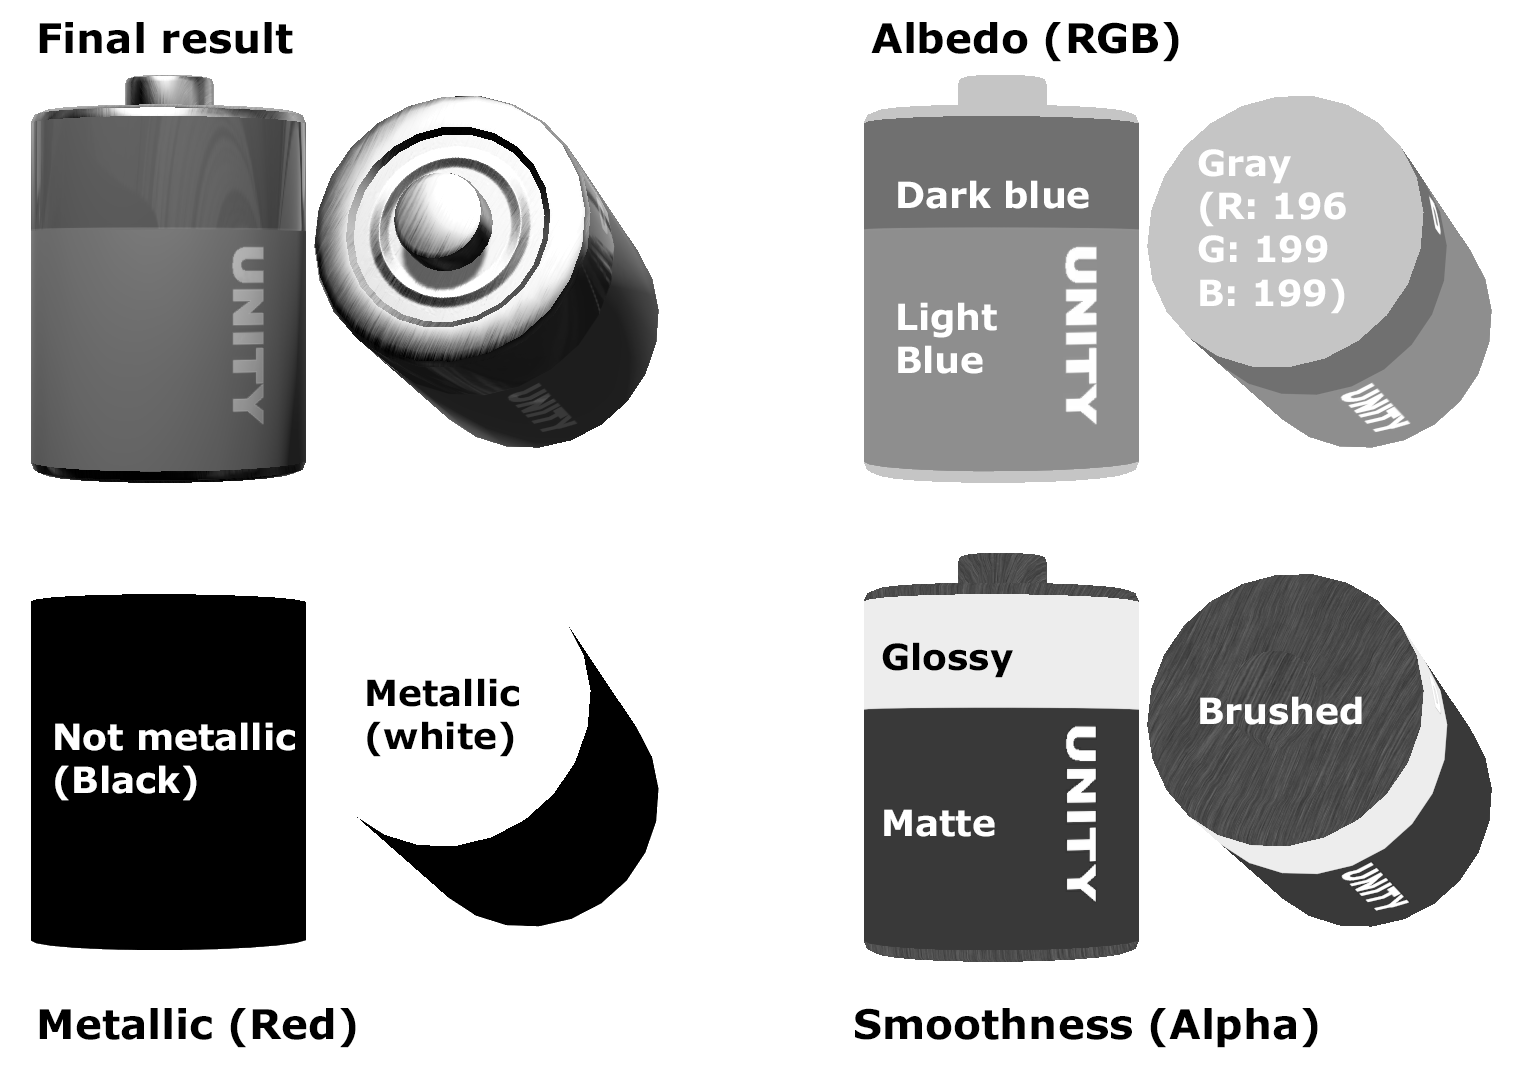 Final result
UNITY
UNITY
Albedo (RGB)
Dark blue
Light
Blue
UNITY
Gray
(R: 196
G: 199
B: 199)
UNITY
Not metallic
(Black)
Metallic
(white)
Metallic (Red)
Glossy
Matte
UNITY
Brushed
UNITY
Smoothness (Alpha)